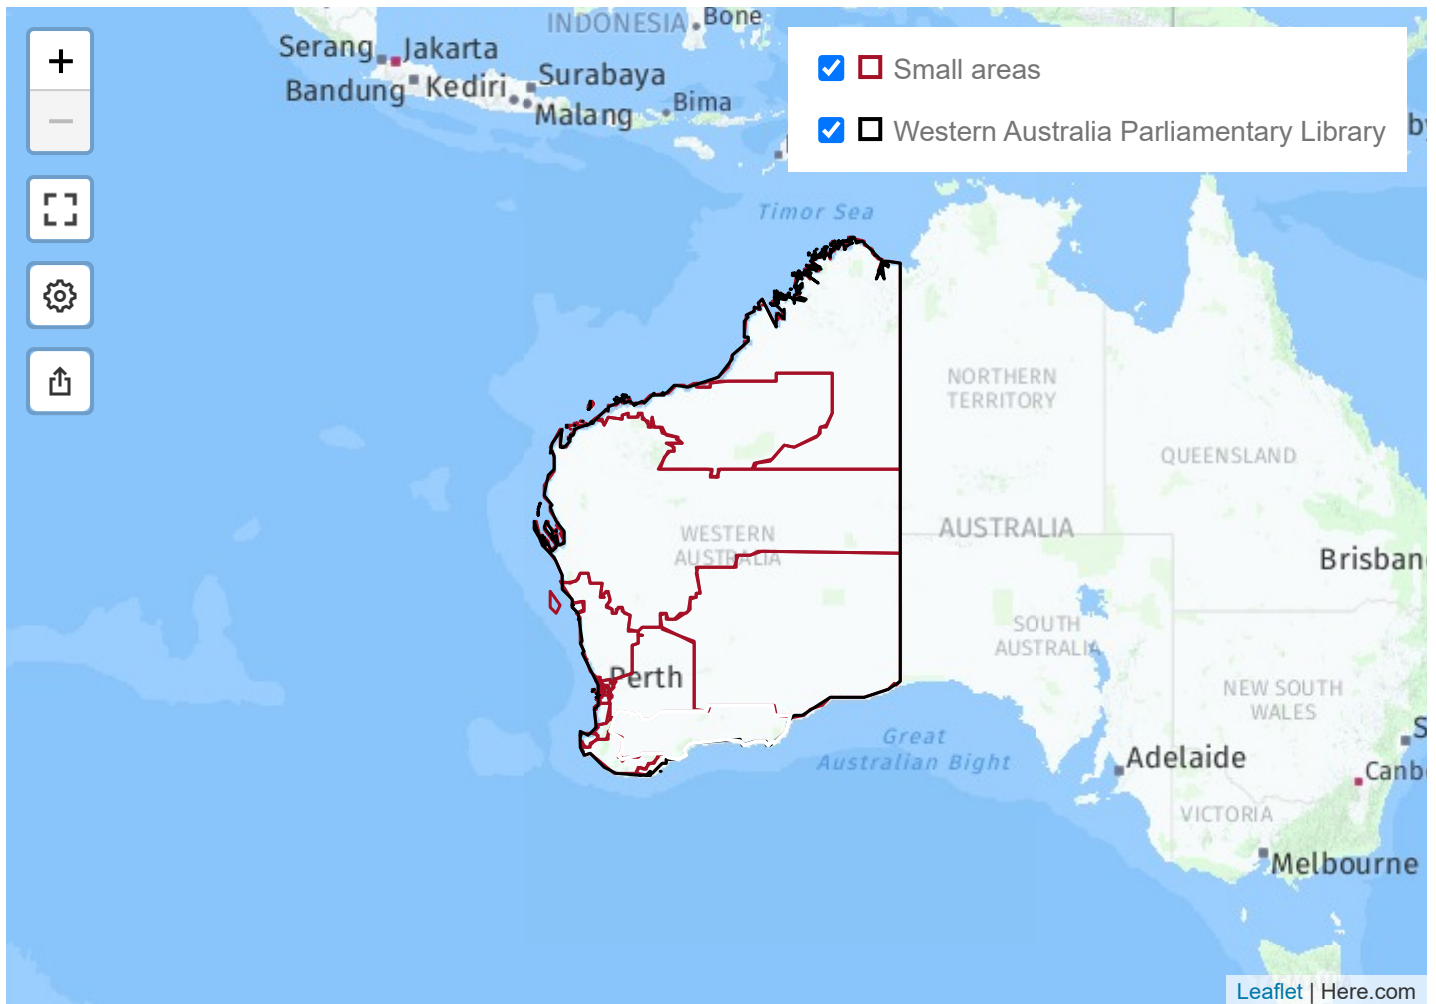 +
−
Small areas
Western Australia Parliamentary Library
INDONESIA
Bone
Serang
Jakarta
Bandung
Kediri
Surabaya
Malang
Bima
Timor Sea
NORTHERN
TERRITORY
QUEENSLAND
AUSTRALIA
WESTERN
AUSTRALIA
Brisban
SOUTH
AUSTRALIA
Perth
NEW SOUTH
WALES
Great
Australian Bight
Adelaide
Canb
VICTORIA
Melbourne
Leaflet | Here.com